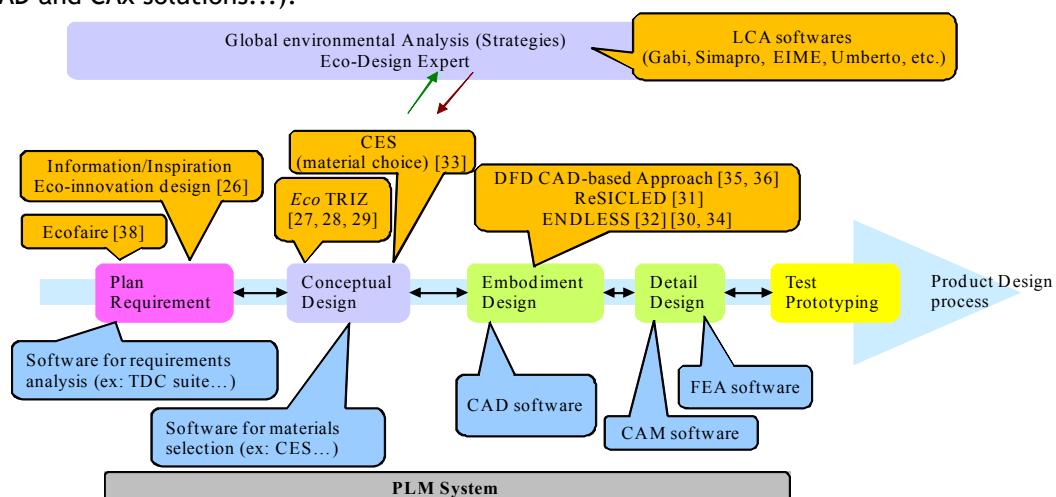 AD and CAx solutions...).
Global environmental Analysis (Strategies)
Eco-Design Expert
LCA softwares
(Gabi, Simapro, EIME, Umberto, etc.)
CES
(material choice) [33]
Information/Inspiration
Eco-innovation design [26]
DFD CAD-based Approach [35, 36]
ReSICLED [31]
ENDLESS [32] [30, 34]
Eco TRIZ
[27, 28, 29]
Ecofaire [38]
Plan
Requirement
Conceptual
Design
Embodiment
Design
Detail
Design
Test
Prototyping
Product Design
process
Software for requirements
analysis (ex: TDC suite...)
Software for materials
selection (ex: CES...)
CAD software
CAM software
FEA software
PLM System